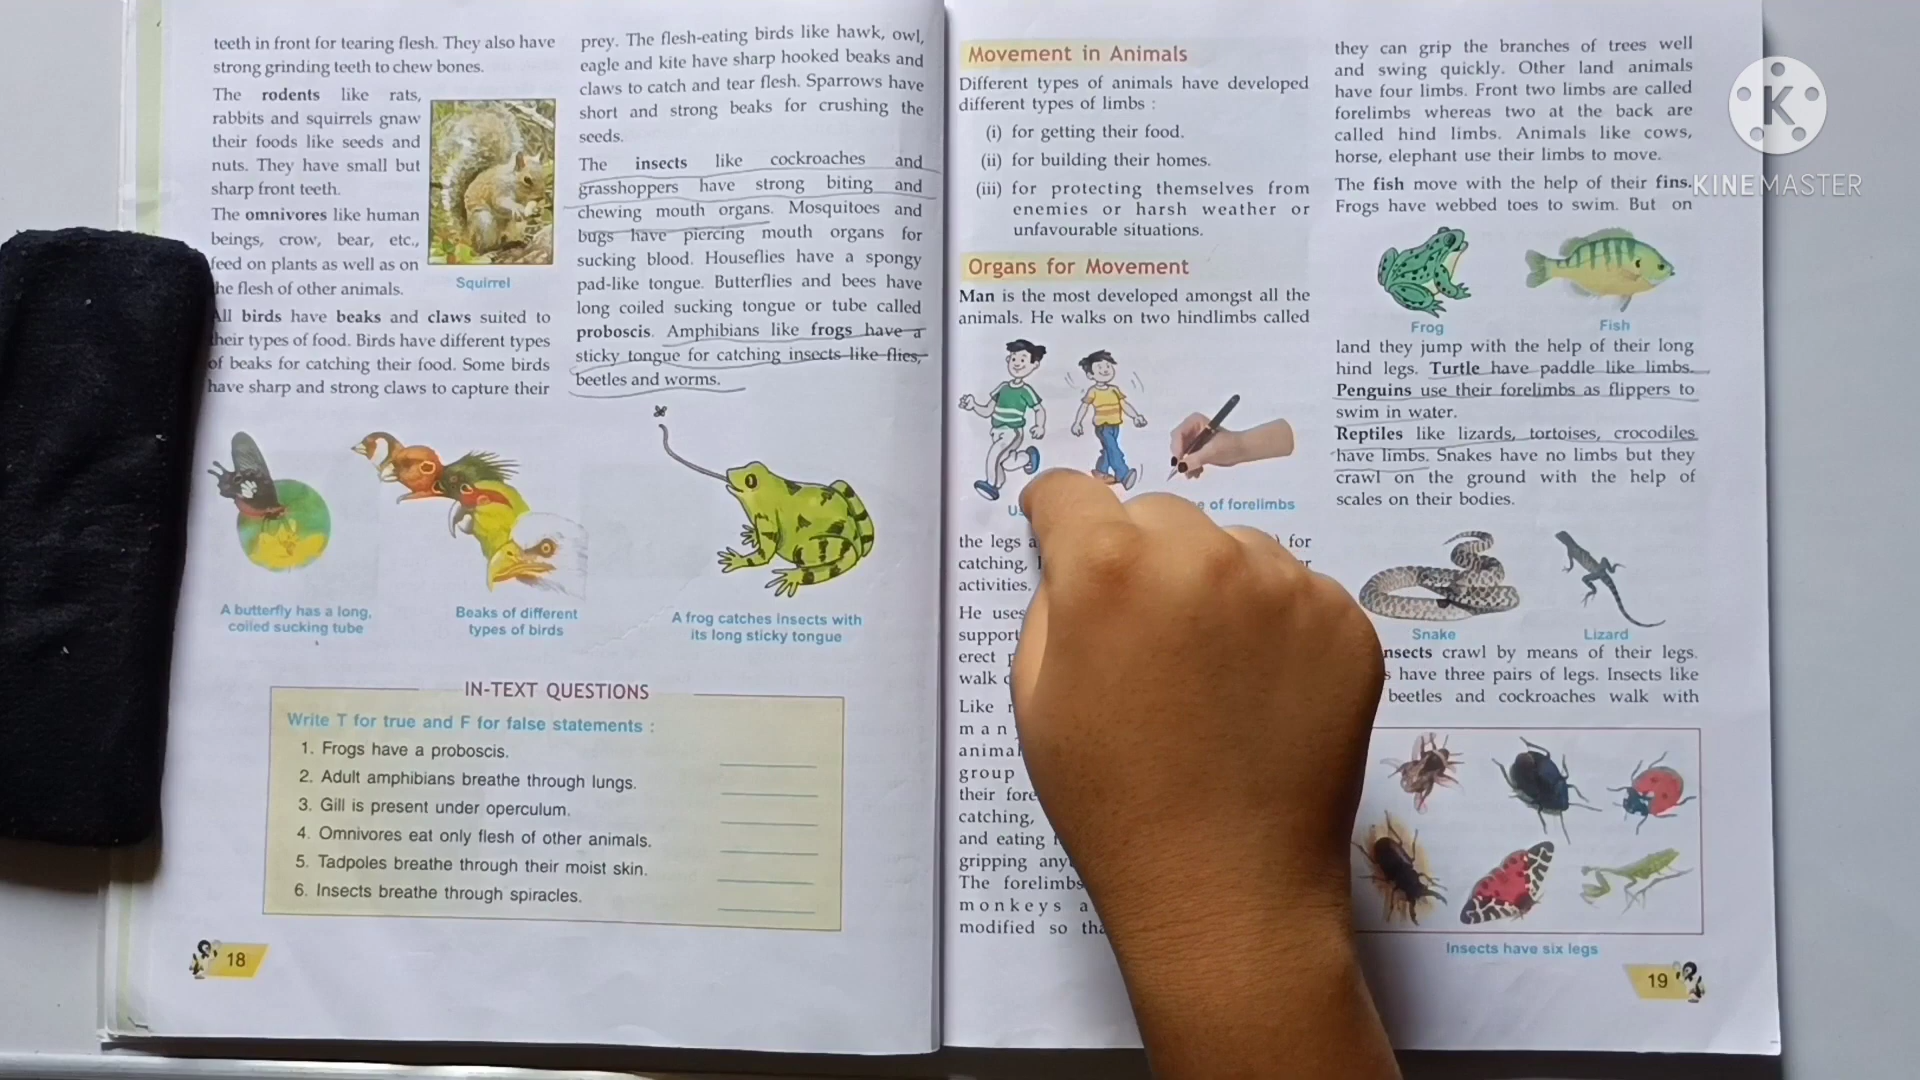 teeth in front for tearing flesh. They also have
strong grinding teeth to chew bones.
The rodents like rats,
rabbits and squirrels gnaw
their foods like seeds and
nuts. They have small but
sharp front teeth.
The omnivores like human
beings, crow, bear, etc.,
feed on plants as well as on
he flesh of other animals.
Squirrel
All birds have beaks and claws suited to
their types of food. Birds have different types
of beaks for catching their food. Some birds
have sharp and strong claws to capture their
prey. The flesh-eating birds like hawk, owl,
eagle and kite have sharp hooked beaks and
claws to catch and tear flesh. Sparrows have
short and strong beaks for crushing the
seeds.
The insects like cockroaches and
grasshoppers have strong biting and
chewing mouth organs. Mosquitoes and
bugs have piercing mouth organs for
sucking blood. Houseflies have a spongy
pad-like tongue. Butterflies and bees have
long coiled sucking tongue or tube called
proboscis. Amphibians like frogs have a
sticky tongue for catching insects like flies,
beetles and worms.
A butterfly has a long,
coiled sucking tube
Beaks of different
types of birds
A frog catches insects with
its long sticky tongue
IN-TEXT QUESTIONS
Write T for true and F for false statements :
1. Frogs have a proboscis.
2. Adult amphibians breathe through lungs.
3. Gill is present under operculum.
4. Omnivores eat only flesh of other animals.
5. Tadpoles breathe through their moist skin.
6. Insects breathe through spiracles.
18
Movement in Animals
Different types of animals have developed
different types of limbs :
(i) for getting their food.
(ii) for building their homes.
(iii) for protecting themselves from
enemies or harsh weather or
unfavourable situations.
Organs for Movement
Man is the most developed amongst all the
animals. He walks on two hindlimbs called
of forelimbs
the legs for
catching,
activities.
He uses
support
erect
walk
Like
man
animal
group
their fore
catching,
and eating
gripping any
The forelimbs
monkeys a
modified so
they can grip the branches of trees well
and swing quickly. Other land animals
have four limbs. Front two limbs are called
forelimbs whereas two at the back are
called hind limbs. Animals like cows,
horse, elephant use their limbs to move.
The fish move with the help of their fins.
Frogs have webbed toes to swim. But on
Frog
Fish
land they jump with the help of their long
hind legs. Turtle have paddle like limbs.
Penguins use their forelimbs as flippers to
swim in water.
Reptiles like lizards, tortoises, crocodiles
have limbs. Snakes have no limbs but they
crawl on the ground with the help of
scales on their bodies.
Snake
Lizard
nsects crawl by means of their legs.
s have three pairs of legs. Insects like
beetles and cockroaches walk with
Insects have six legs
19
K
KINEMASTER